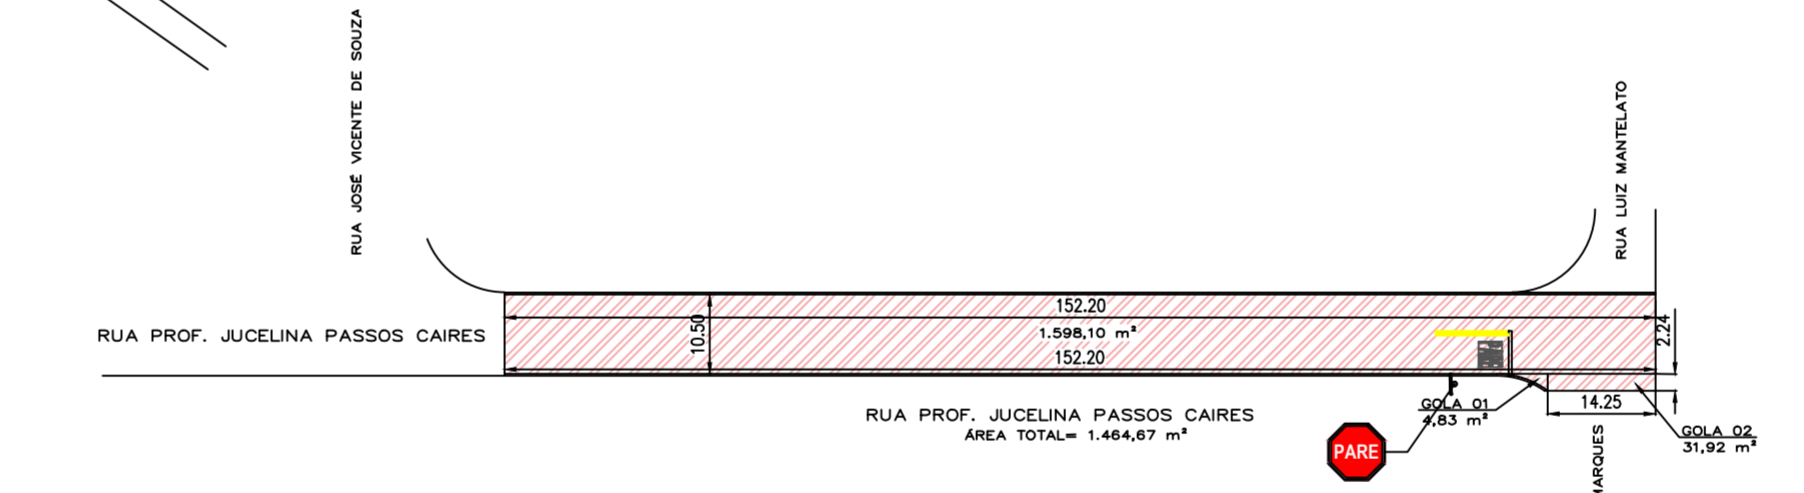 RUA JOSÉ VICENTE DE SOUZA
RUA LUIZ MANTELATO
RUA PROF. JUCELINA PASSOS CAIRES
152.20
10.50
1.598,10 m²
152.20
2.24
GOLA 01
4,83 m²
14.25
RUA PROF. JUCELINA PASSOS CAIRES
ÁREA TOTAL= 1.464,67 m²
PARE
GOLA 02
31,92 m²
MARQUES